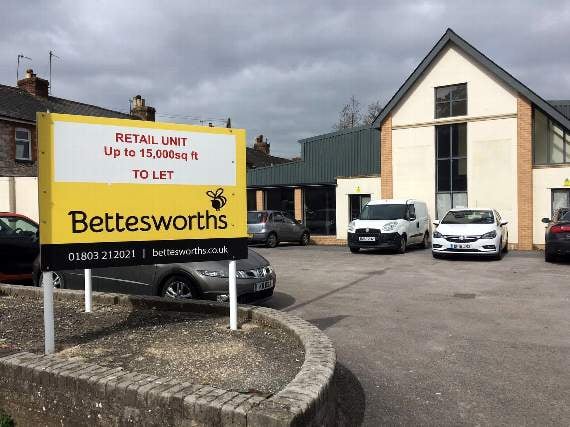 RETAIL UNIT
Up to 15,000sq ft
TO LET
Bettesworths
01803 212021 | bettesworths.co.uk